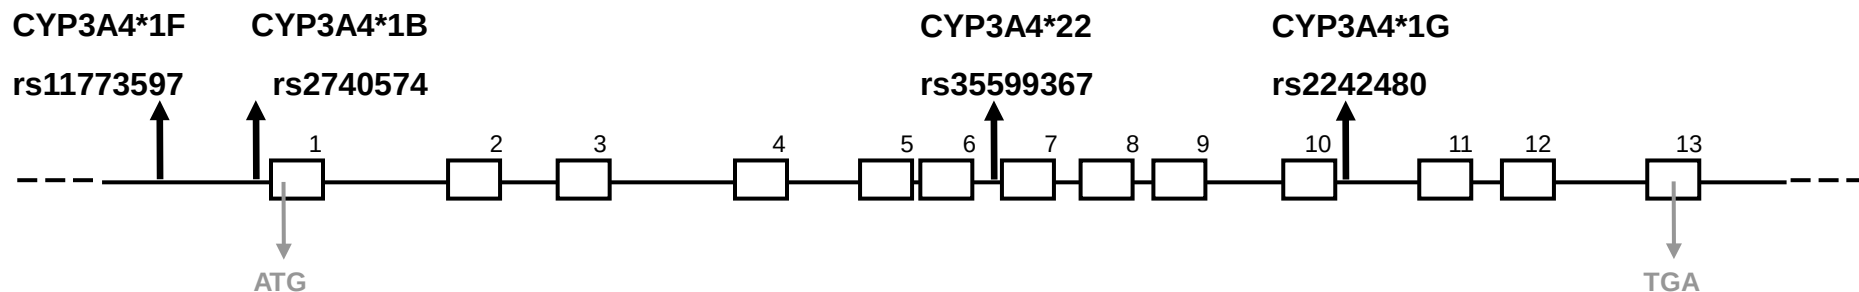 CYP3A4*1F CYP3A4*1B CYP3A4*22 CYP3A4*1G
rs11773597 rs2740574 rs35599367 rs2242480
1 2 3 4 5 6 7 8 9 10 11 12 13
ATG TGA